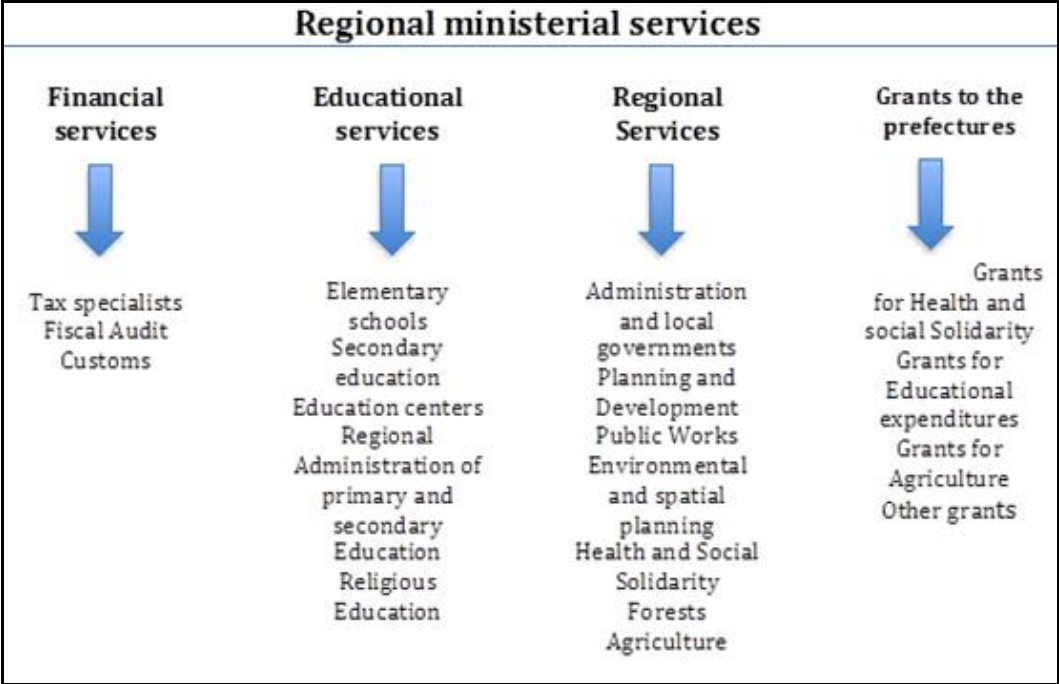 Regional ministerial services
Financial
services
Tax specialists
Fiscal Audit
Customs
Educational
services
Elementary
schools
Secondary
education
Education centers
Regional
Administration of
primary and
secondary
Education
Religious
Education
Regional
Services
Administration
and local
governments
Planning and
Development
Public Works
Environmental
and spatial
planning
Health and Social
Solidarity
Forests
Agriculture
Grants to the
prefectures
Grants
for Health and
social Solidarity
Grants for
Educational
expenditures
Grants for
Agriculture
Other grants